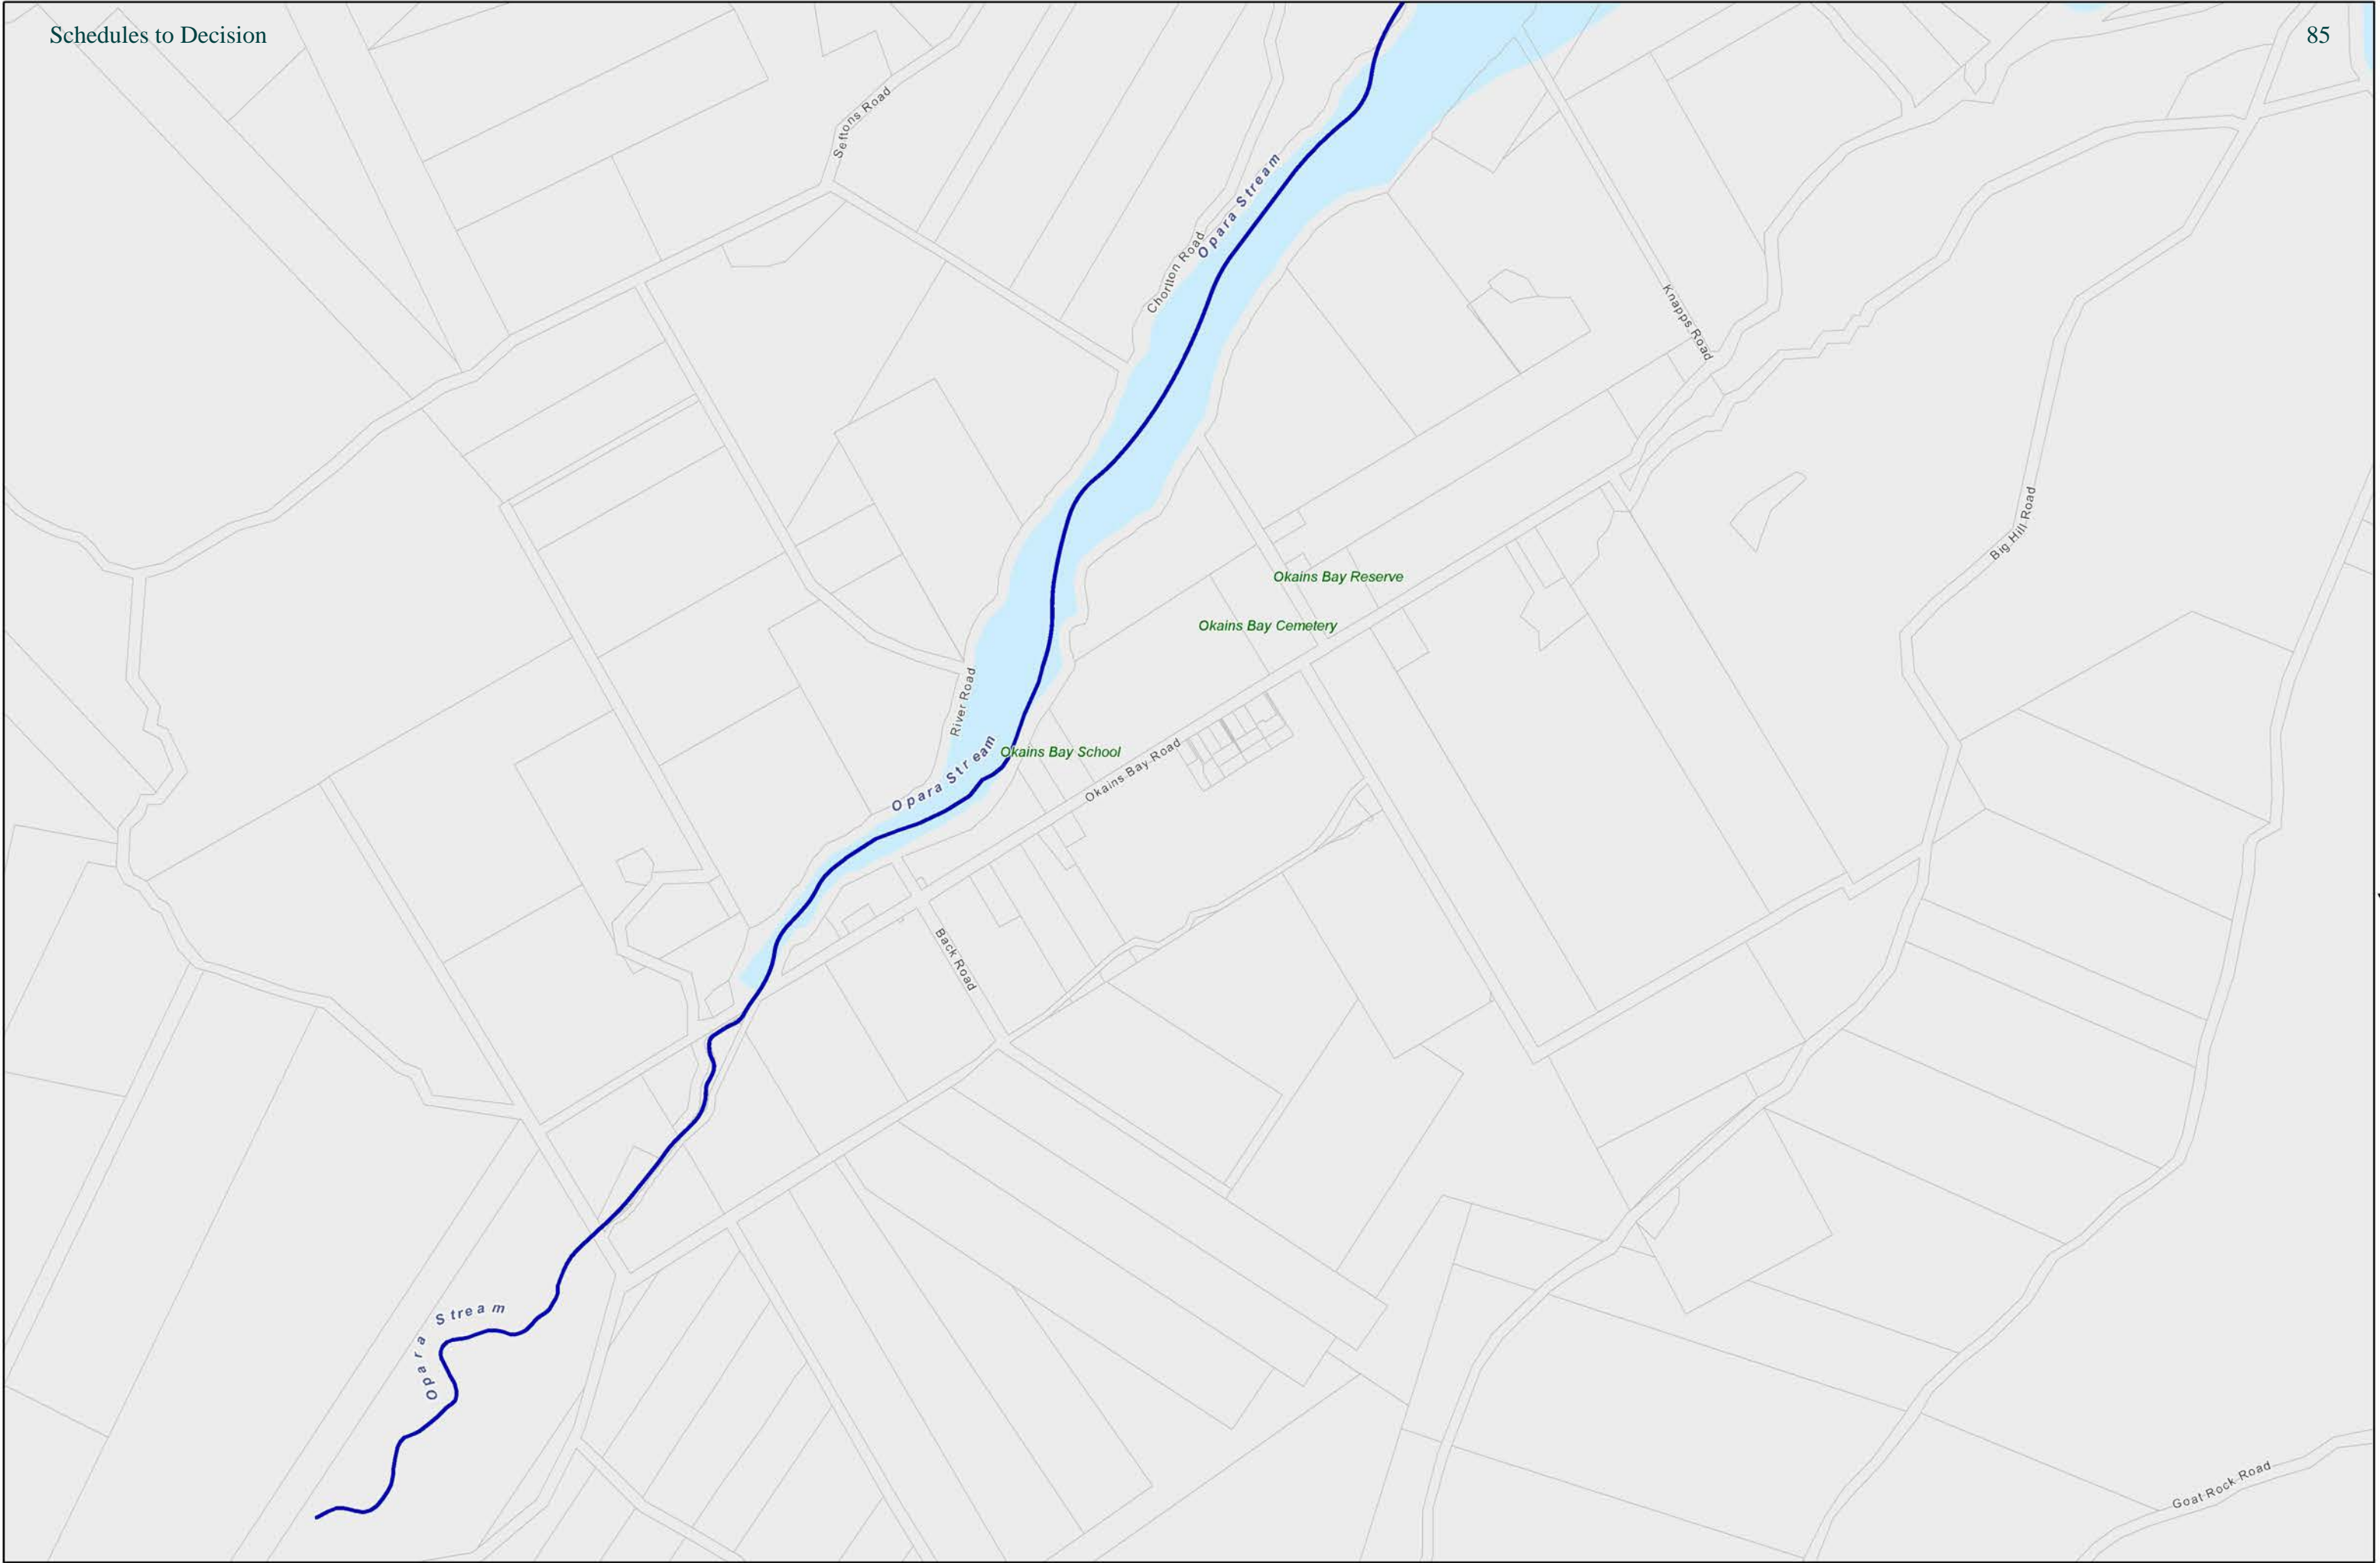 Schedules to Decision
85
Seftons Road
Opara Stream
Chorlton Road
Knapps Road
Big Hill Road
Okains Bay Reserve
Okains Bay Cemetery
River Road
Opara Stream
Okains Bay School
Okains Bay Road
Back Road
Opara Stream
Goat Rock Road